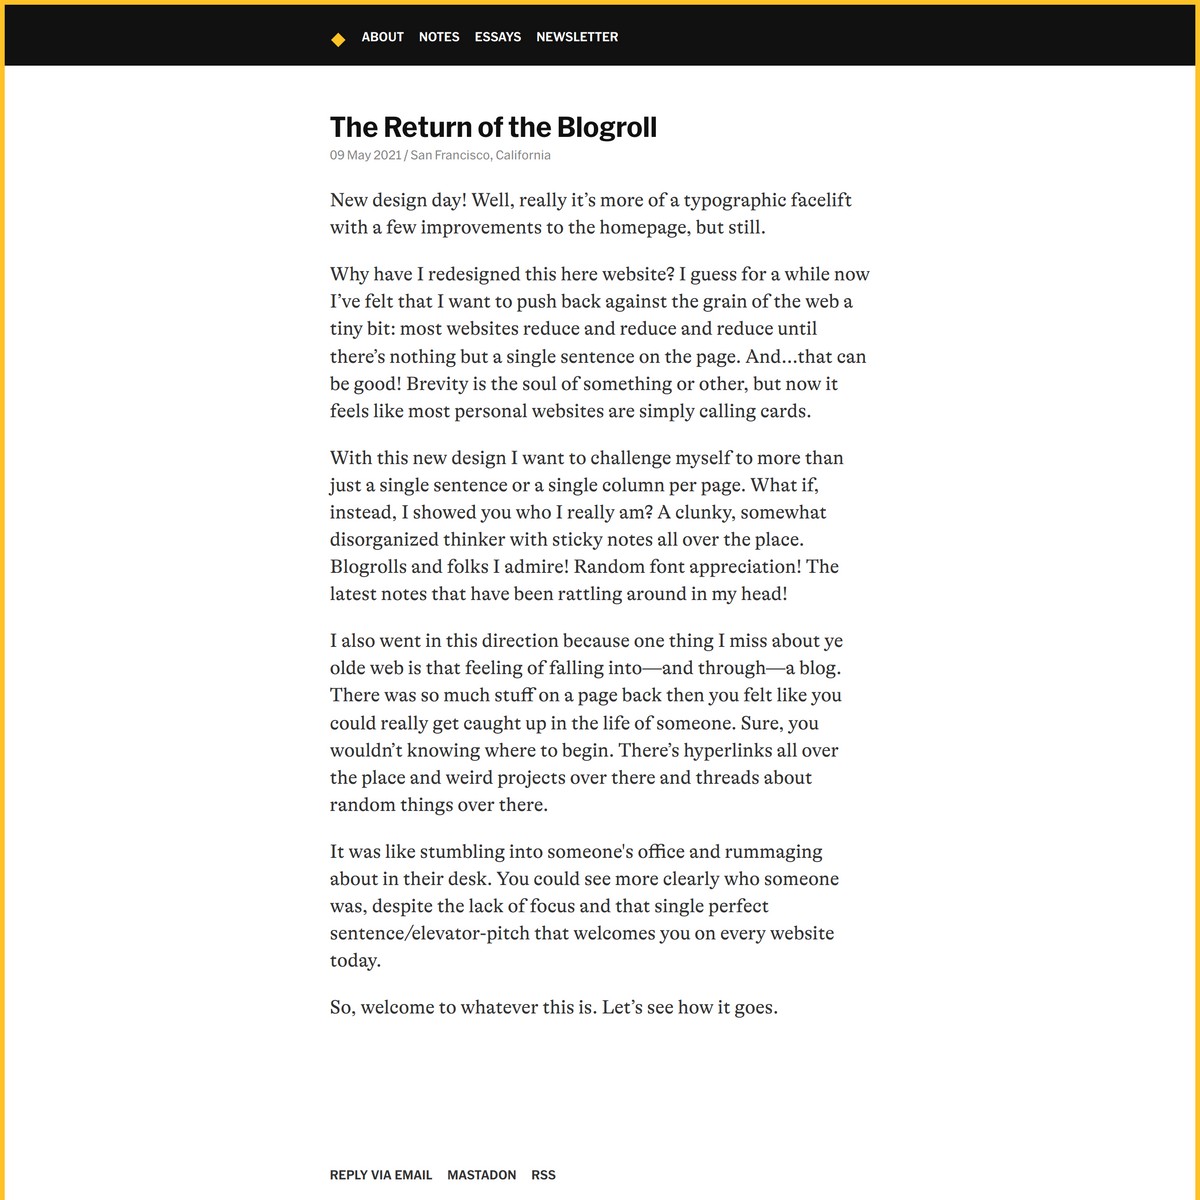 ABOUT NOTES ESSAYS NEWSLETTER
The Return of the Blogroll
09 May 2021 / San Francisco, California
New design day! Well, really it’s more of a typographic facelift
with a few improvements to the homepage, but still.
Why have I redesigned this here website? I guess for a while now
I’ve felt that I want to push back against the grain of the web a
tiny bit: most websites reduce and reduce and reduce until
there’s nothing but a single sentence on the page. And…that can
be good! Brevity is the soul of something or other, but now it
feels like most personal websites are simply calling cards.
With this new design I want to challenge myself to more than
just a single sentence or a single column per page. What if,
instead, I showed you who I really am? A clunky, somewhat
disorganized thinker with sticky notes all over the place.
Blogrolls and folks I admire! Random font appreciation! The
latest notes that have been rattling around in my head!
I also went in this direction because one thing I miss about ye
olde web is that feeling of falling into—and through—a blog.
There was so much stuff on a page back then you felt like you
could really get caught up in the life of someone. Sure, you
wouldn’t knowing where to begin. There’s hyperlinks all over
the place and weird projects over there and threads about
random things over there.
It was like stumbling into someone's office and rummaging
about in their desk. You could see more clearly who someone
was, despite the lack of focus and that single perfect
sentence/elevator-pitch that welcomes you on every website
today.
So, welcome to whatever this is. Let’s see how it goes.
REPLY VIA EMAIL MASTADON RSS